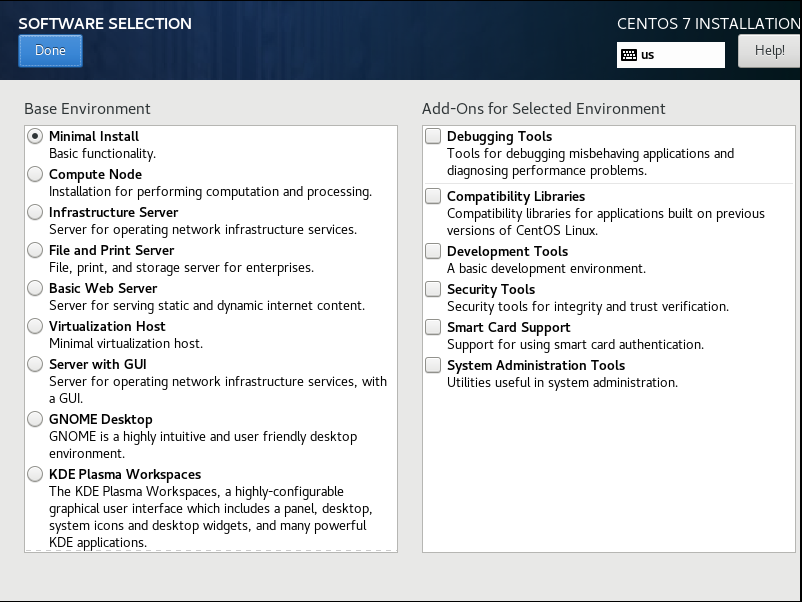 SOFTWARE SELECTION
CENTOS 7 INSTALLATION
Done
us
Help!
Base Environment
Minimal Install
Basic functionality.
Compute Node
Installation for performing computation and processing.
Infrastructure Server
Server for operating network infrastructure services.
File and Print Server
File, print, and storage server for enterprises.
Basic Web Server
Server for serving static and dynamic internet content.
Virtualization Host
Minimal virtualization host.
Server with GUI
Server for operating network infrastructure services, with
a GUI.
GNOME Desktop
GNOME is a highly intuitive and user friendly desktop
environment.
KDE Plasma Workspaces
The KDE Plasma Workspaces, a highly-configurable
graphical user interface which includes a panel, desktop,
system icons and desktop widgets, and many powerful
KDE applications.
Add-Ons for Selected Environment
Debugging Tools
Tools for debugging misbehaving applications and
diagnosing performance problems.
Compatibility Libraries
Compatibility libraries for applications built on previous
versions of CentOS Linux.
Development Tools
A basic development environment.
Security Tools
Security tools for integrity and trust verification.
Smart Card Support
Support for using smart card authentication.
System Administration Tools
Utilities useful in system administration.